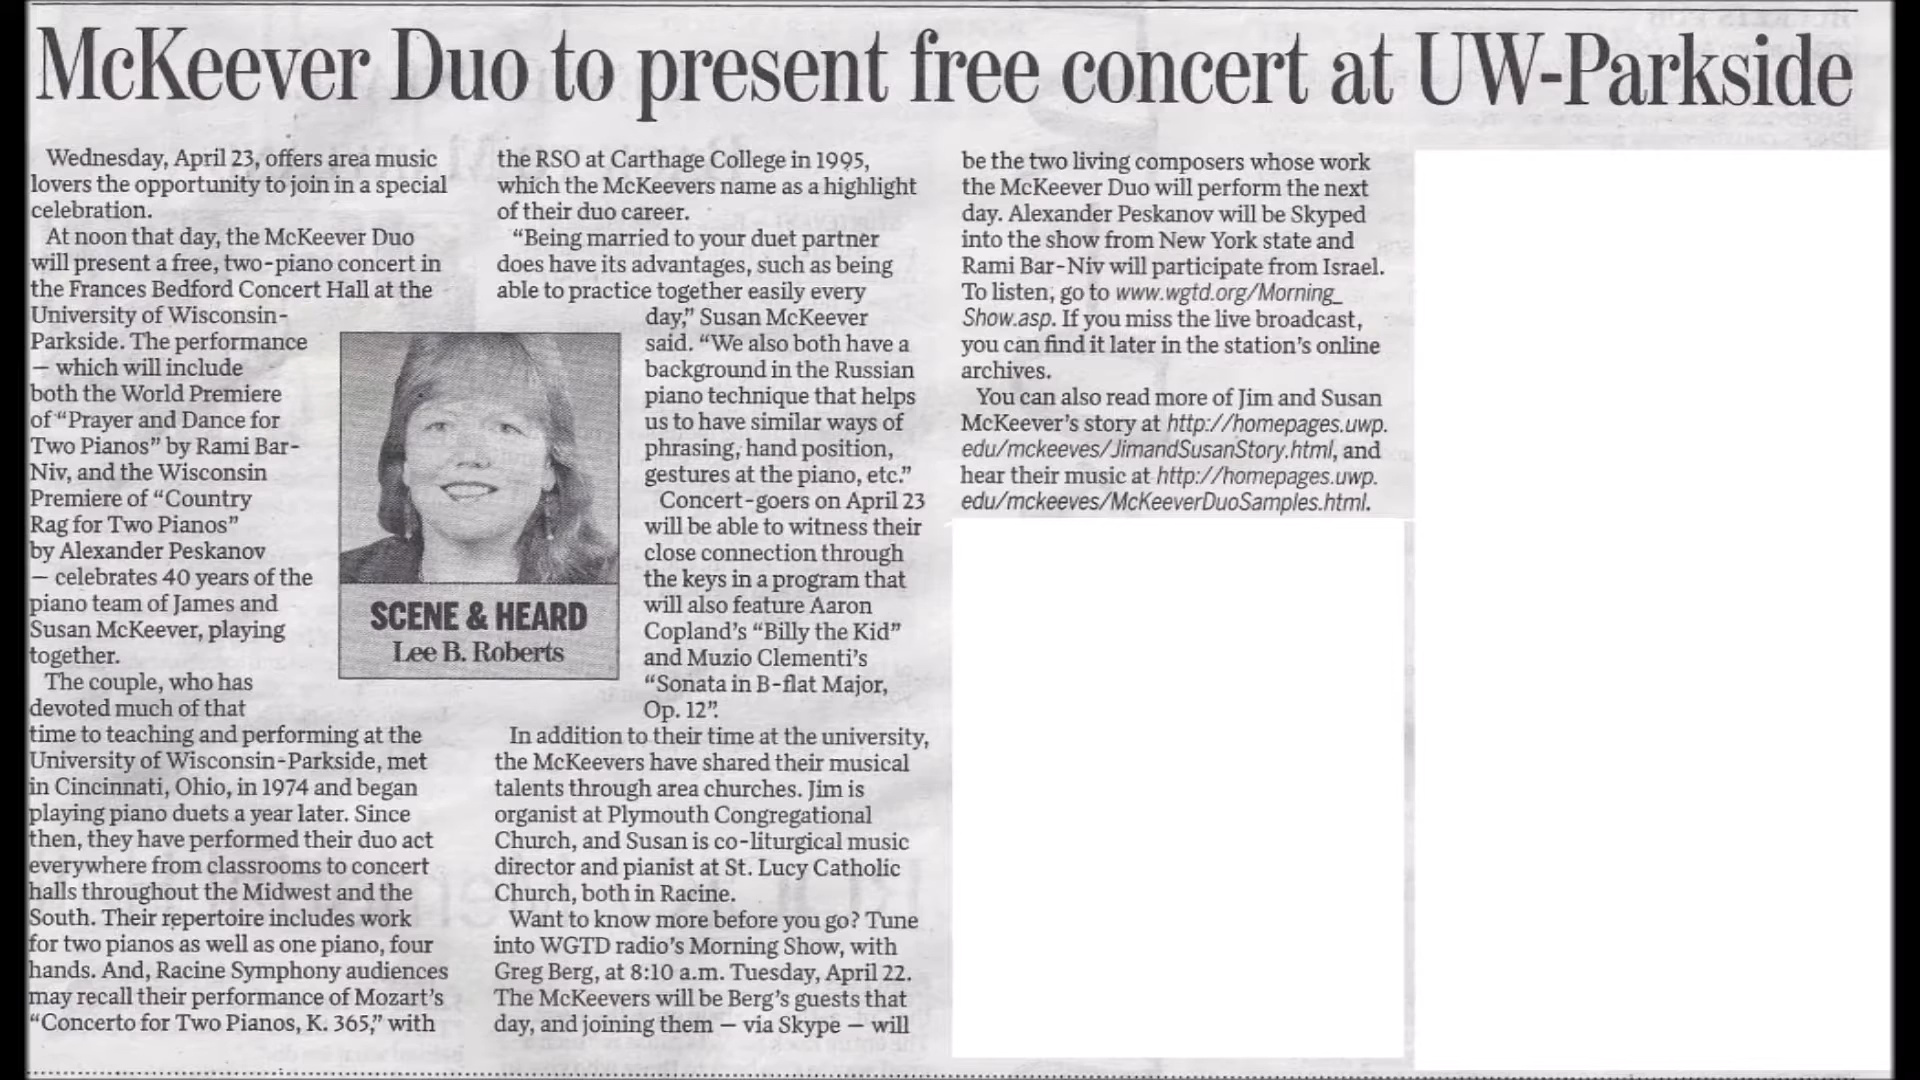 McKeever Duo to present free concert at UW-Parkside
Wednesday, April 23, offers area music
lovers the opportunity to join in a special
celebration.
At noon that day, the McKeever Duo
will present a free, two-piano concert in
the Frances Bedford Concert Hall at the
University of Wisconsin-
Parkside. The performance
— which will include
both the World Premiere
of “Prayer and Dance for
Two Pianos” by Rami Bar-
Niv, and the Wisconsin
Premiere of “Country
Rag for Two Pianos”
by Alexander Peskanov
— celebrates 40 years of the
piano team of James and
Susan McKeever, playing
together.
The couple, who has
devoted much of that
time to teaching and performing at the
University of Wisconsin-Parkside, met
in Cincinnati, Ohio, in 1974 and began
playing piano duets a year later. Since
then, they have performed their duo act
everywhere from classrooms to concert
halls throughout the Midwest and the
South. Their repertoire includes work
for two pianos as well as one piano, four
hands. And, Racine Symphony audiences
may recall their performance of Mozart’s
“Concerto for Two Pianos, K. 365,” with
SCENE & HEARD
Lee B. Roberts
the RSO at Carthage College in 1995,
which the McKeevers name as a highlight
of their duo career.
“Being married to your duet partner
does have its advantages, such as being
able to practice together easily every
day,” Susan McKeever
said. “We also both have a
background in the Russian
piano technique that helps
us to have similar ways of
phrasing, hand position,
gestures at the piano, etc.”
Concert-goers on April 23
will be able to witness their
close connection through
the keys in a program that
will also feature Aaron
Copland’s “Billy the Kid”
and Muzio Clementi’s
“Sonata in B-flat Major,
Op. 12”.
In addition to their time at the university,
the McKeevers have shared their musical
talents through area churches. Jim is
organist at Plymouth Congregational
Church, and Susan is co-liturgical music
director and pianist at St. Lucy Catholic
Church, both in Racine.
Want to know more before you go? Tune
into WGTD radio’s Morning Show, with
Greg Berg, at 8:10 a.m. Tuesday, April 22.
The McKeevers will be Berg’s guests that
day, and joining them — via Skype — will
be the two living composers whose work
the McKeever Duo will perform the next
day. Alexander Peskanov will be Skyped
into the show from New York state and
Rami Bar-Niv will participate from Israel.
To listen, go to www.wgtd.org/Morning_
Show.asp. If you miss the live broadcast,
you can find it later in the station’s online
archives.
You can also read more of Jim and Susan
McKeever’s story at http://homepages.uwp.
edu/mckeeves/JimandSusanStory.html, and
hear their music at http://homepages.uwp.
edu/mckeeves/McKeeverDuoSamples.html.